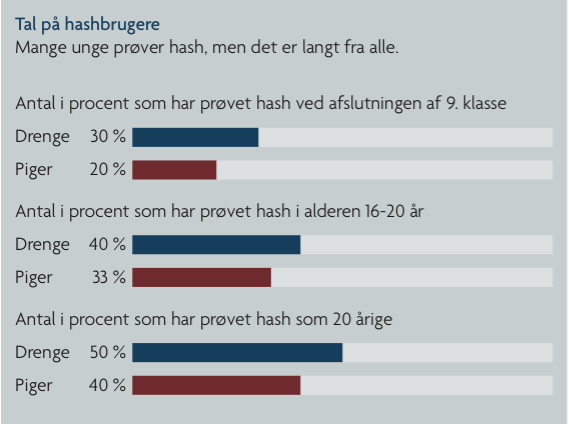 Tal på hashbrugere
Mange unge prøver hash, men det er langt fra alle.
Antal i procent som har prøvet hash ved afslutningen af 9. klasse
Drenge 30 %
Piger 20 %
Antal i procent som har prøvet hash i alderen 16-20 år
Drenge 40 %
Piger 33 %
Antal i procent som har prøvet hash som 20 årige
Drenge 50 %
Piger 40 %